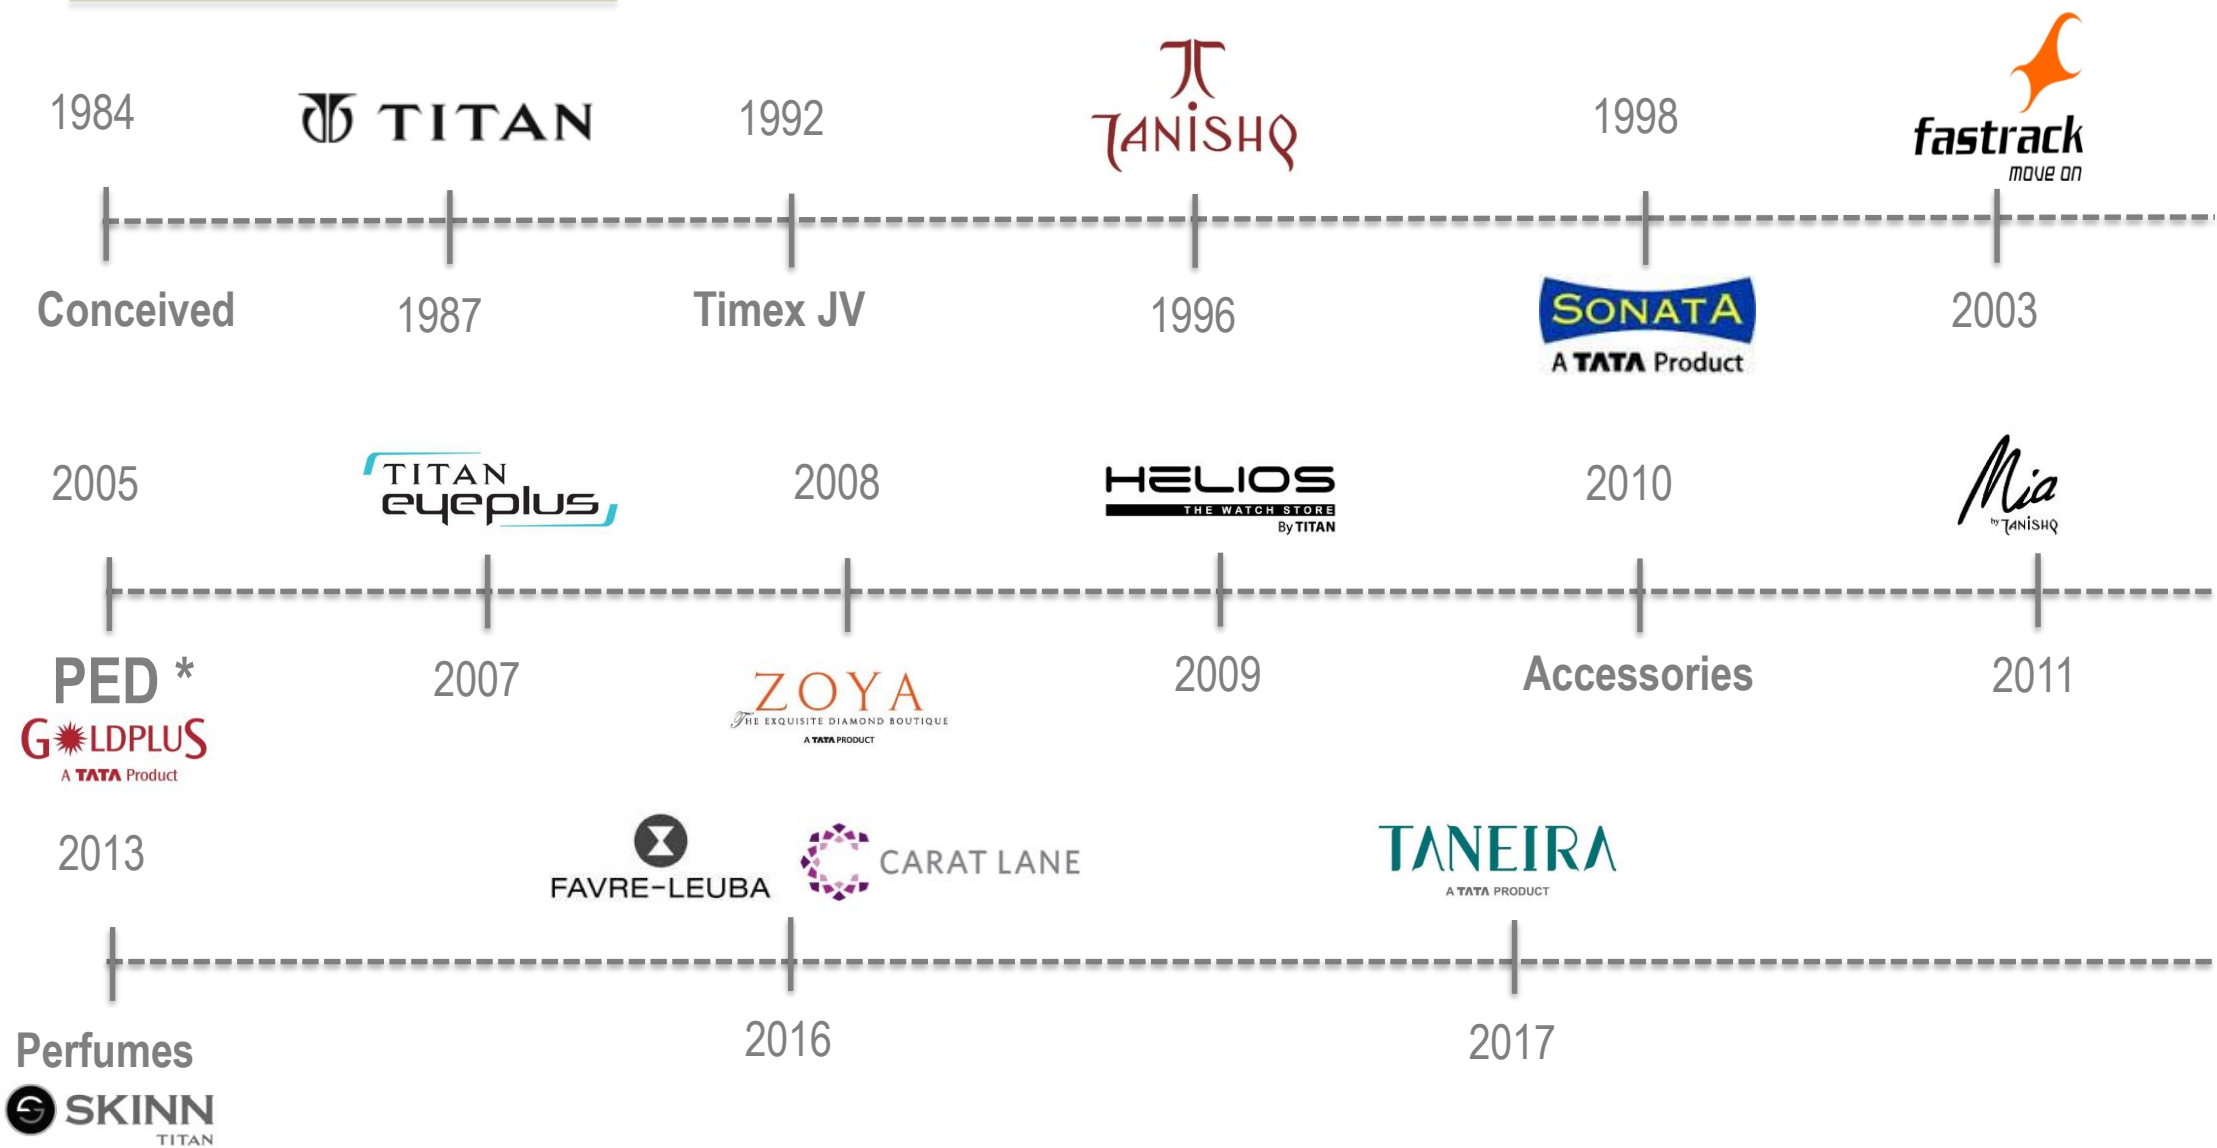 1984
TITAN
1992
TANISHQ
1998
fastrack
move on
Conceived
1987
Timex JV
1996
SONATA
A TATA Product
2003
2005
TITAN
eyeplus
2008
HELIOS
THE WATCH STORE
By TITAN
2010
Mia
by TANISHQ
PED *
GOLDPLUS
A TATA Product
2007
ZOYA
THE EXQUISITE DIAMOND BOUTIQUE
A TATA PRODUCT
2009
Accessories
2011
2013
FAVRE-LEUBA
CARAT LANE
TANEIRA
A TATA PRODUCT
Perfumes
SKINN
TITAN
2016
2017